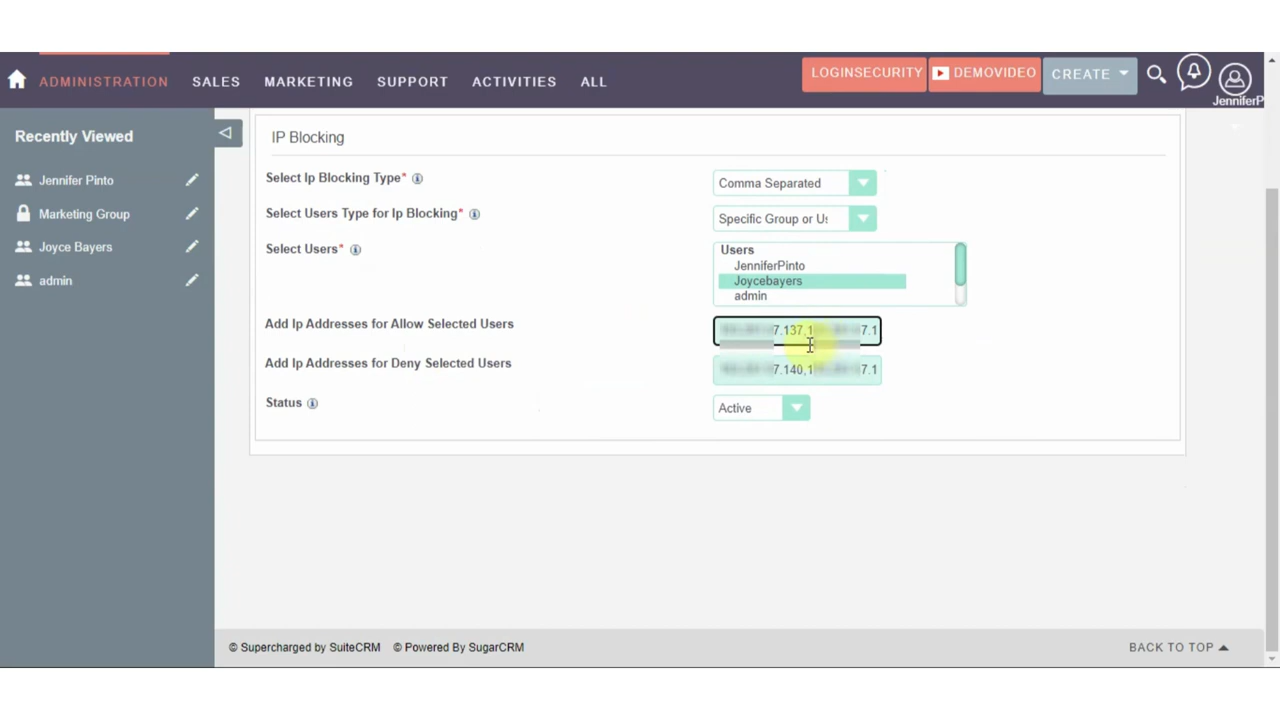 ADMINISTRATION SALES MARKETING SUPPORT ACTIVITIES ALL LOGINSECURITY DEMOVIDEO CREATE
JenniferP
Recently Viewed
Jennifer Pinto
Marketing Group
Joyce Bayers
admin
IP Blocking
Select Ip Blocking Type* Comma Separated
Select Users Type for Ip Blocking* Specific Group or Us
Select Users* Users
JenniferPinto
Joycebayers
admin
Add Ip Addresses for Allow Selected Users 7.137,1 7.1
Add Ip Addresses for Deny Selected Users 7.140,1 7.1
Status Active
© Supercharged by SuiteCRM © Powered By SugarCRM BACK TO TOP